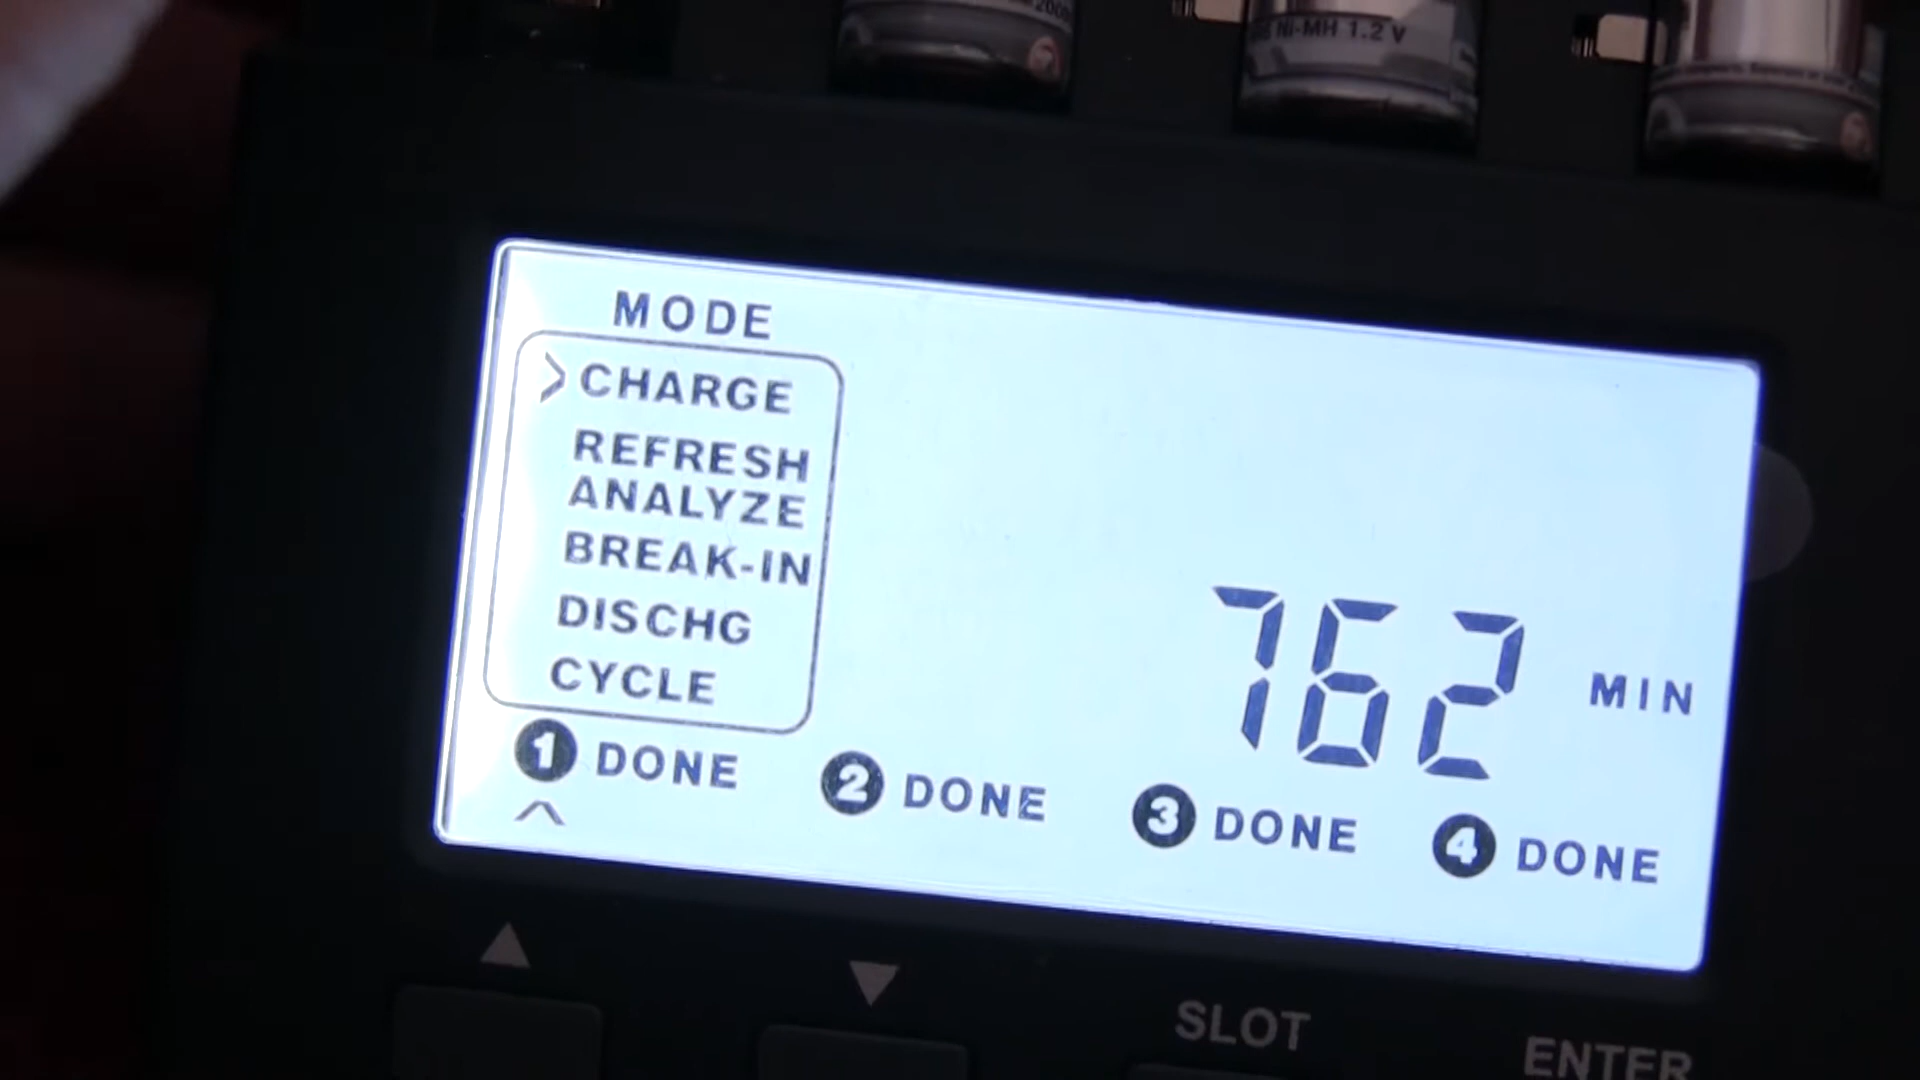 Ni-MH 1.2 V
MODE
CHARGE
REFRESH
ANALYZE
BREAK-IN
DISCHG
CYCLE
762 MIN
1 DONE 2 DONE 3 DONE 4 DONE
SLOT
ENTER